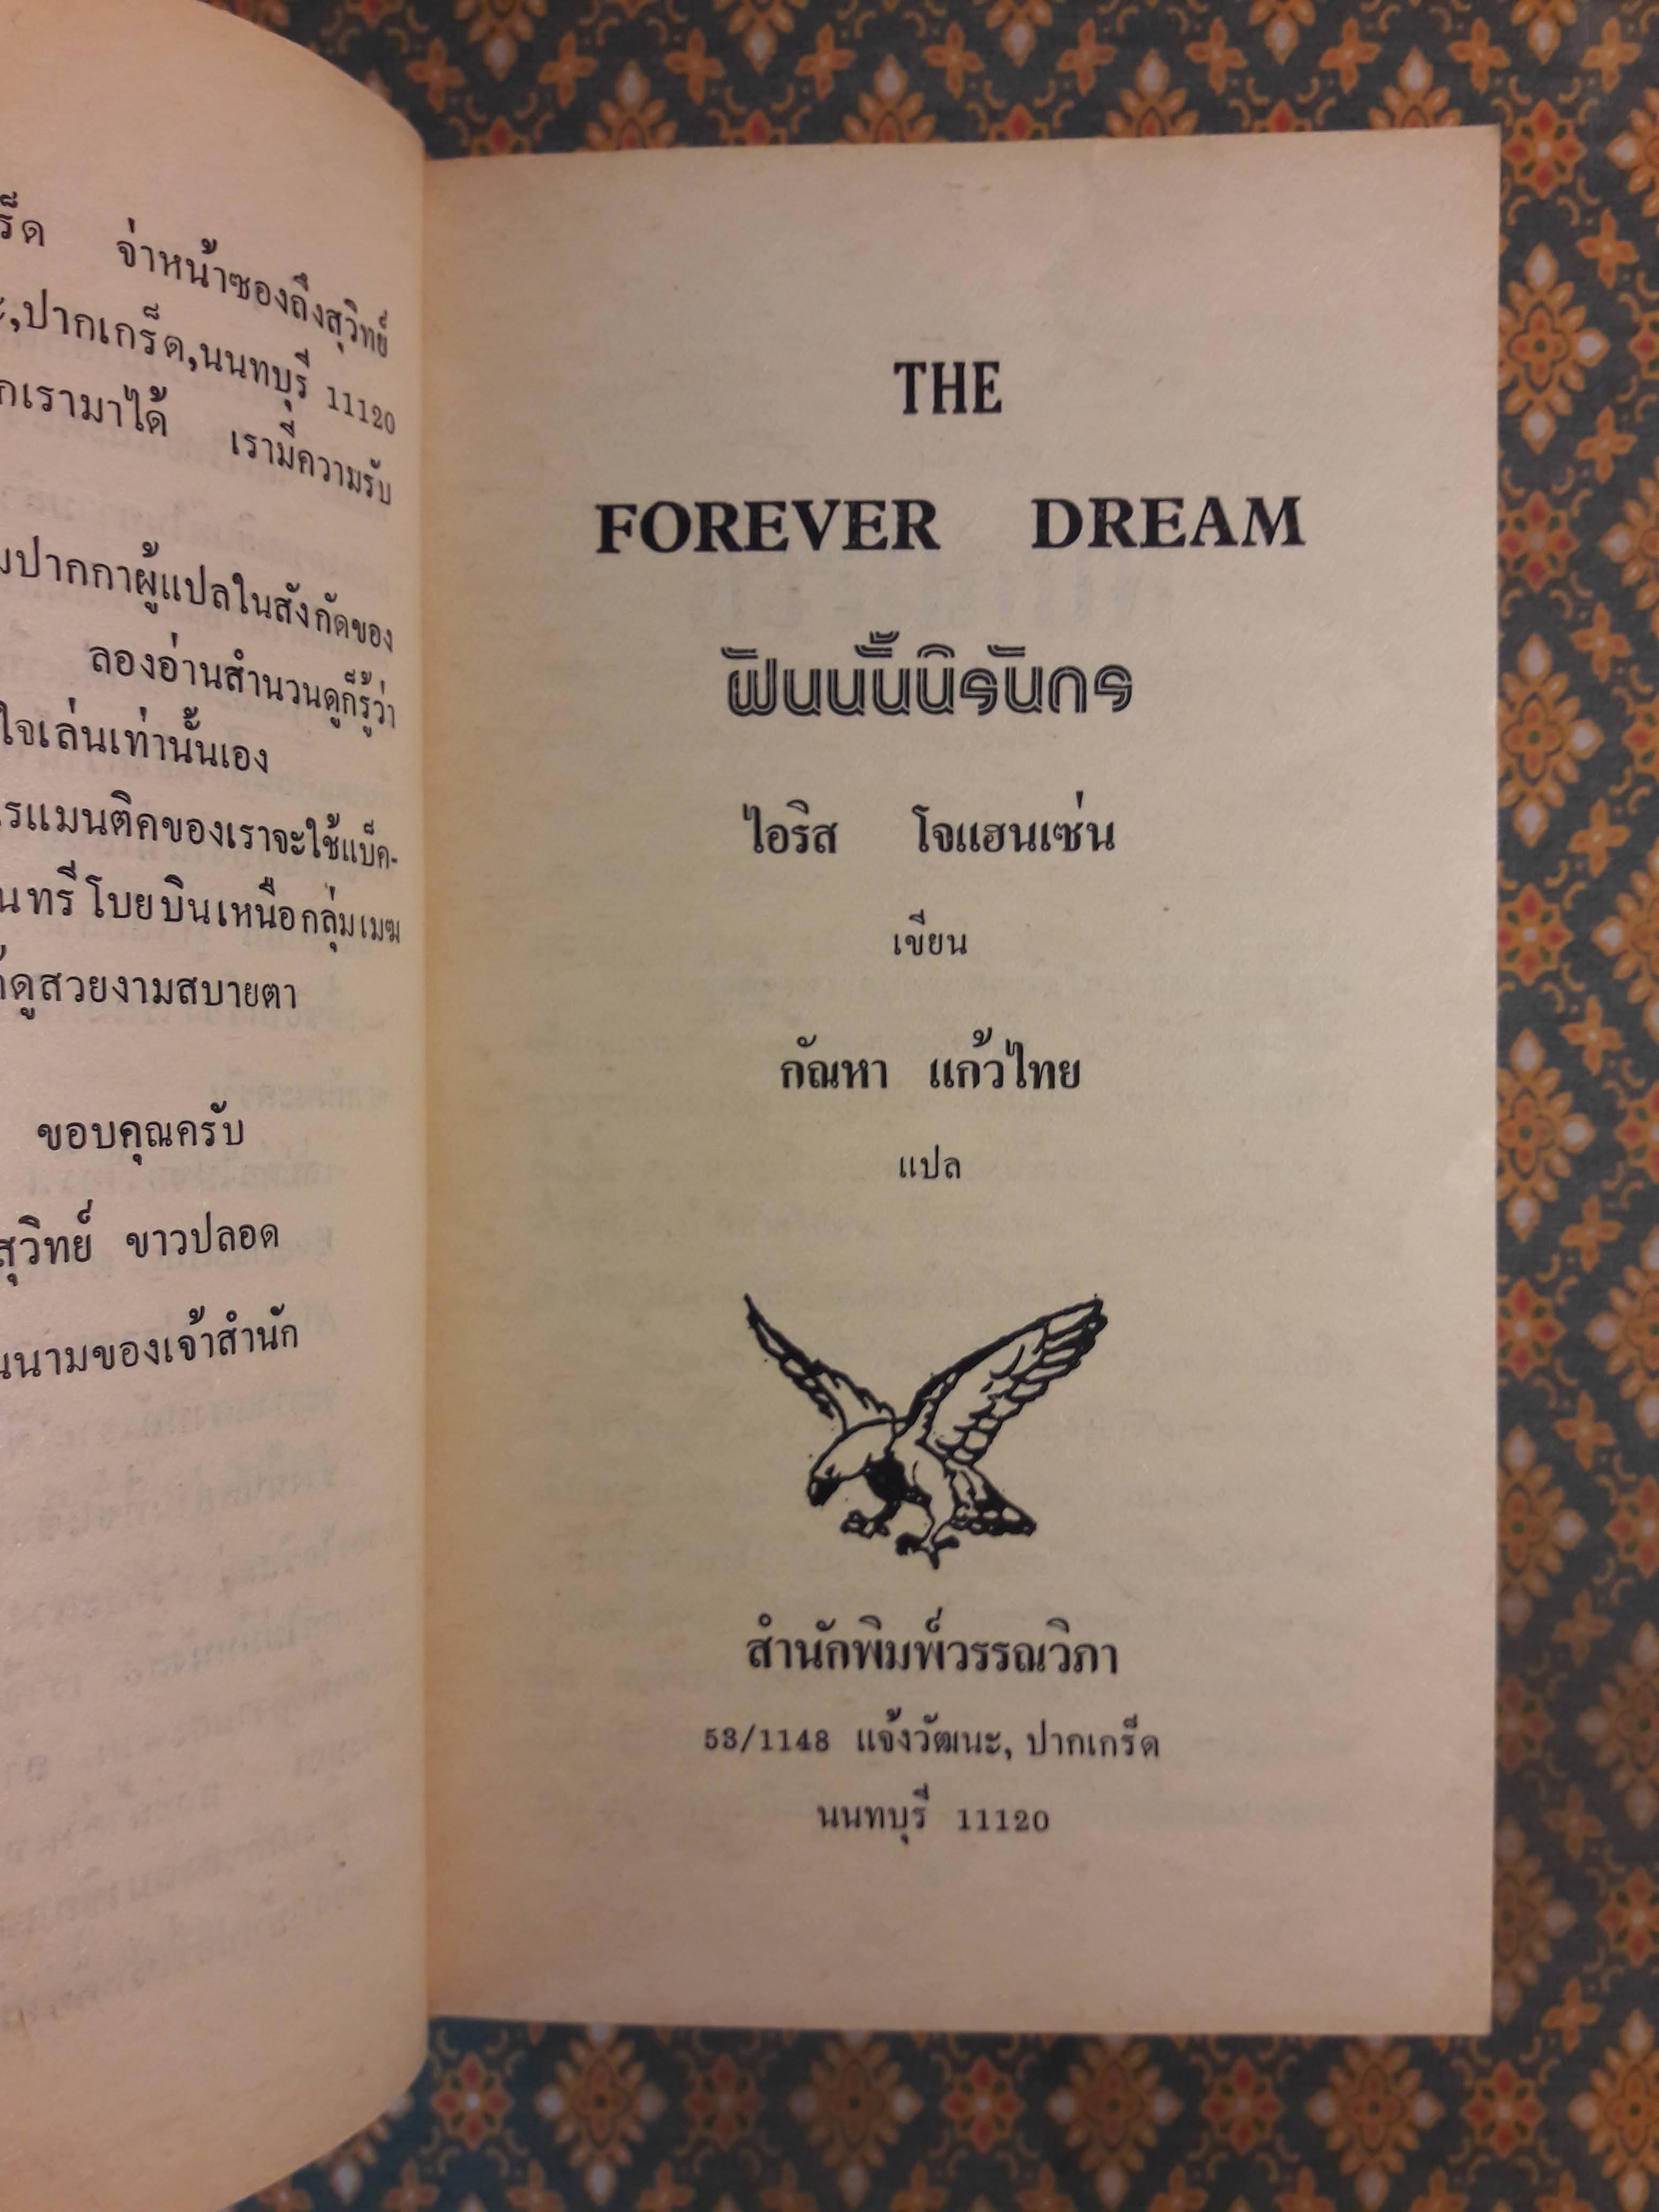 จ่าหน้าซองถึงสุวิทย์
ปากเกร็ด,นนทบุรี 11120
เรามาได้ เรามีความรับ
ปากกาผู้แปลในสังกัดของ
ลองอ่านสำนวนดูก็รู้ว่า
ใจเล่นเท่านั้นเอง
รแมนติคของเราจะใช้แบ็ค-
นทรีโบยบินเหนือกลุ่มเมฆ
ดูสวยงามสบายตา
ขอบคุณครับ
สุวิทย์ ขาวปลอด
นนามของเจ้าสำนัก
THE
FOREVER DREAM
ฝันนั้นนิรันดร
ไอริส โจแฮนเซ่น
เขียน
กัณหา แก้วไทย
แปล
สำนักพิมพ์วรรณวิภา
53/1148 แจ้งวัฒนะ, ปากเกร็ด
นนทบุรี 11120